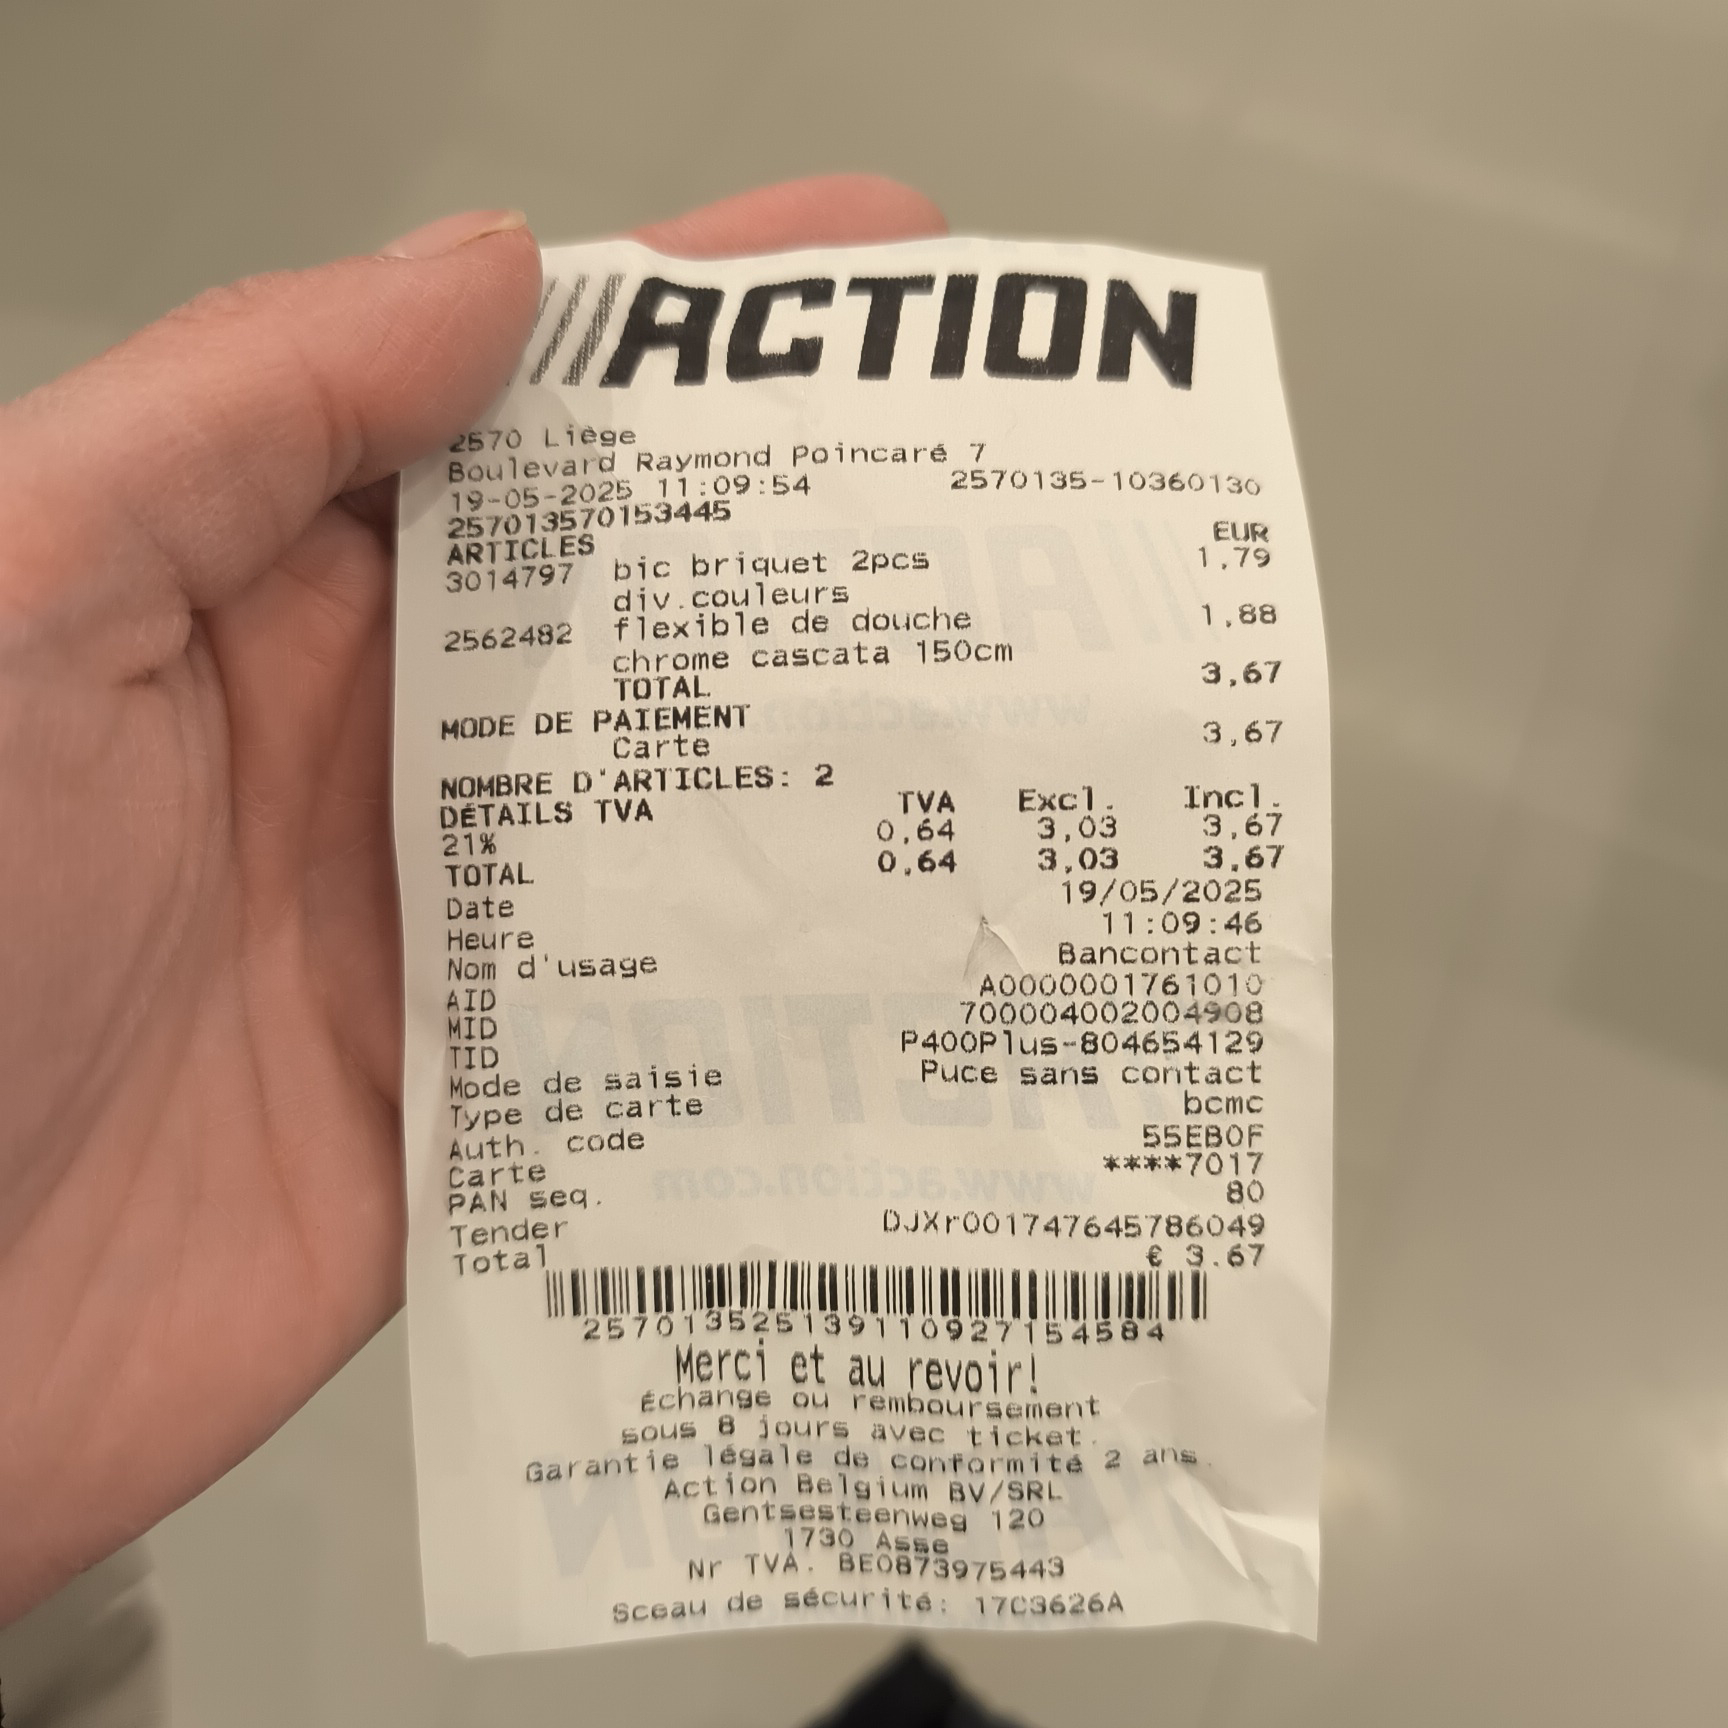 ACTION
2570 Liège
Boulevard Raymond Poincaré 7
19-05-2025 11:09:54 2570135-10360130
257013570153445
EUR
ARTICLES
3014797 bic briquet 2pcs 1,79
div.couleurs
2562482 flexible de douche 1,88
chrome cascata 150cm
TOTAL 3,67
MODE DE PAIEMENT
Carte 3,67
NOMBRE D'ARTICLES: 2
DÉTAILS TVA TVA Excl. Incl.
21% 0,64 3,03 3,67
TOTAL 0,64 3,03 3,67
Date 19/05/2025
Heure 11:09:46
Nom d'usage Bancontact
AID A0000001761010
MID 700004002004908
TID P400Plus-804654129
Mode de saisie Puce sans contact
Type de carte bcmc
Auth. code 55EB0F
Carte ****7017
PAN seq. 80
Tender DJXr001747645786049
Total € 3.67
257013525139110927154584
Merci et au revoir!
Échange ou remboursement
sous 8 jours avec ticket.
Garantie légale de conformité 2 ans.
Action Belgium BV/SRL
Gentsesteenweg 120
1730 Asse
Nr TVA. BE0873975443
Sceau de sécurité: 17C3626A